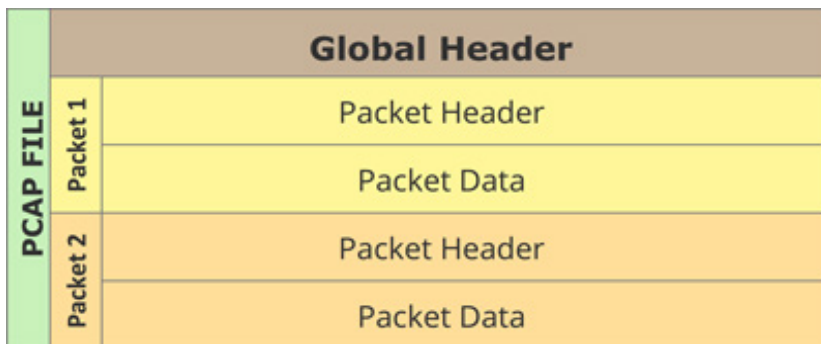 PCAP FILE
Global Header
Packet 1
Packet Header
Packet Data
Packet 2
Packet Header
Packet Data